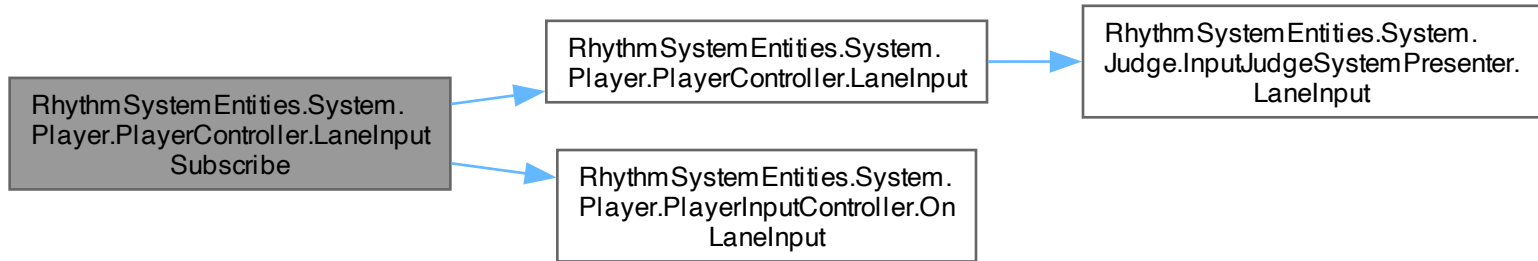 RhythmSystemEntities.System.
Player.PlayerController.LaneInput
Subscribe
RhythmSystemEntities.System.
Player.PlayerController.LaneInput
RhythmSystemEntities.System.
Judge.InputJudgeSystemPresenter.
LaneInput
RhythmSystemEntities.System.
Player.PlayerInputController.On
LaneInput